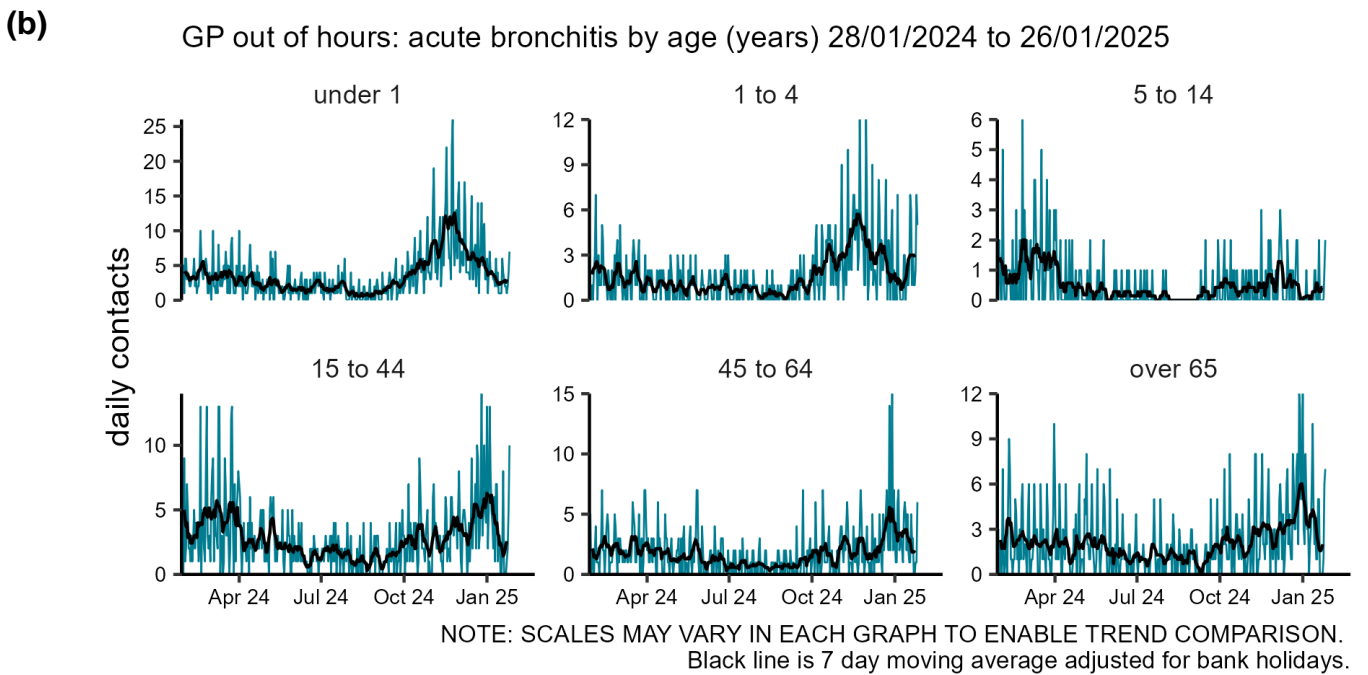 (b)
GP out of hours: acute bronchitis by age (years) 28/01/2024 to 26/01/2025
daily contacts
under 1
25
20
15
10
5
0
1 to 4
12
9
6
3
0
5 to 14
6
5
4
3
2
1
0
15 to 44
10
5
0
Apr 24 Jul 24 Oct 24 Jan 25
45 to 64
15
10
5
0
Apr 24 Jul 24 Oct 24 Jan 25
over 65
12
9
6
3
0
Apr 24 Jul 24 Oct 24 Jan 25
NOTE: SCALES MAY VARY IN EACH GRAPH TO ENABLE TREND COMPARISON.
Black line is 7 day moving average adjusted for bank holidays.